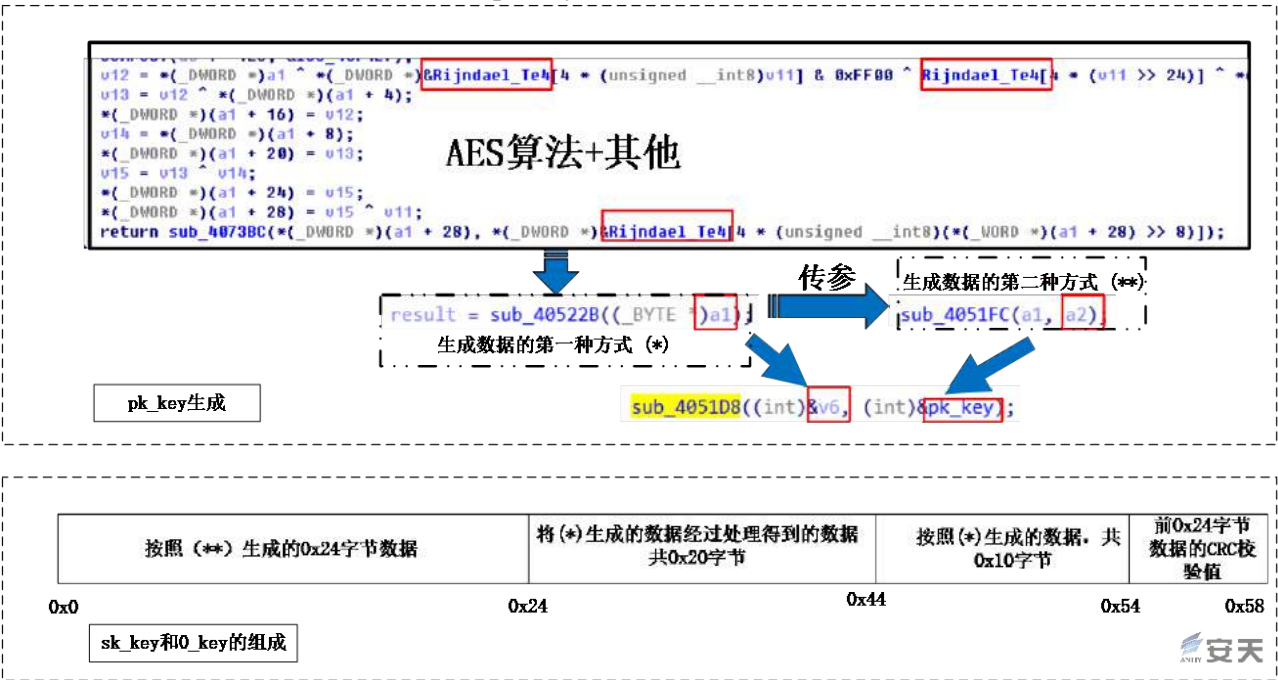 v12 = *(_DWORD *)a1 ^ *(_DWORD *)&Rijndael_Te4[4 * (unsigned __int8)v11] & 0xFF00 ^ Rijndael_Te4[4 * (v11 >> 24)] ^ *(
v13 = v12 ^ *(_DWORD *)(a1 + 4);
*(_DWORD *)(a1 + 16) = v12;
v14 = *(_DWORD *)(a1 + 8);
*(_DWORD *)(a1 + 20) = v13;
v15 = v13 ^ v14;
*(_DWORD *)(a1 + 24) = v15;
*(_DWORD *)(a1 + 28) = v15 ^ v11;
return sub_4073BC(*(_DWORD *)(a1 + 28), *(_DWORD *)&Rijndael_Te4[4 * (unsigned __int8)(*(_WORD *)(a1 + 28) >> 8)]);
AES算法+其他
传参
result = sub_40522B((_BYTE *)a1);
生成数据的第一种方式 (*)
生成数据的第二种方式 (**)
sub_4051FC(a1, a2);
pk_key生成
sub_4051D8((int)&v6, (int)&pk_key);
按照（**）生成的0x24字节数据
将(*)生成的数据经过处理得到的数据
共0x20字节
按照(*)生成的数据，共
0x10字节
前0x24字节
数据的CRC校
验值
0x0
0x24
0x44
0x54
0x58
sk_key和0_key的组成
ANTIY 安天